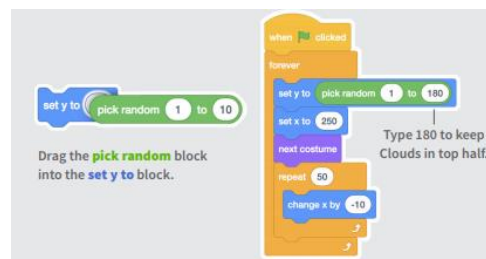 set y to pick random 1 to 10
Drag the pick random block
into the set y to block.
when clicked
forever
set y to pick random 1 to 180
set x to 250
next costume
repeat 50
change x by -10
Type 180 to keep
Clouds in top half.